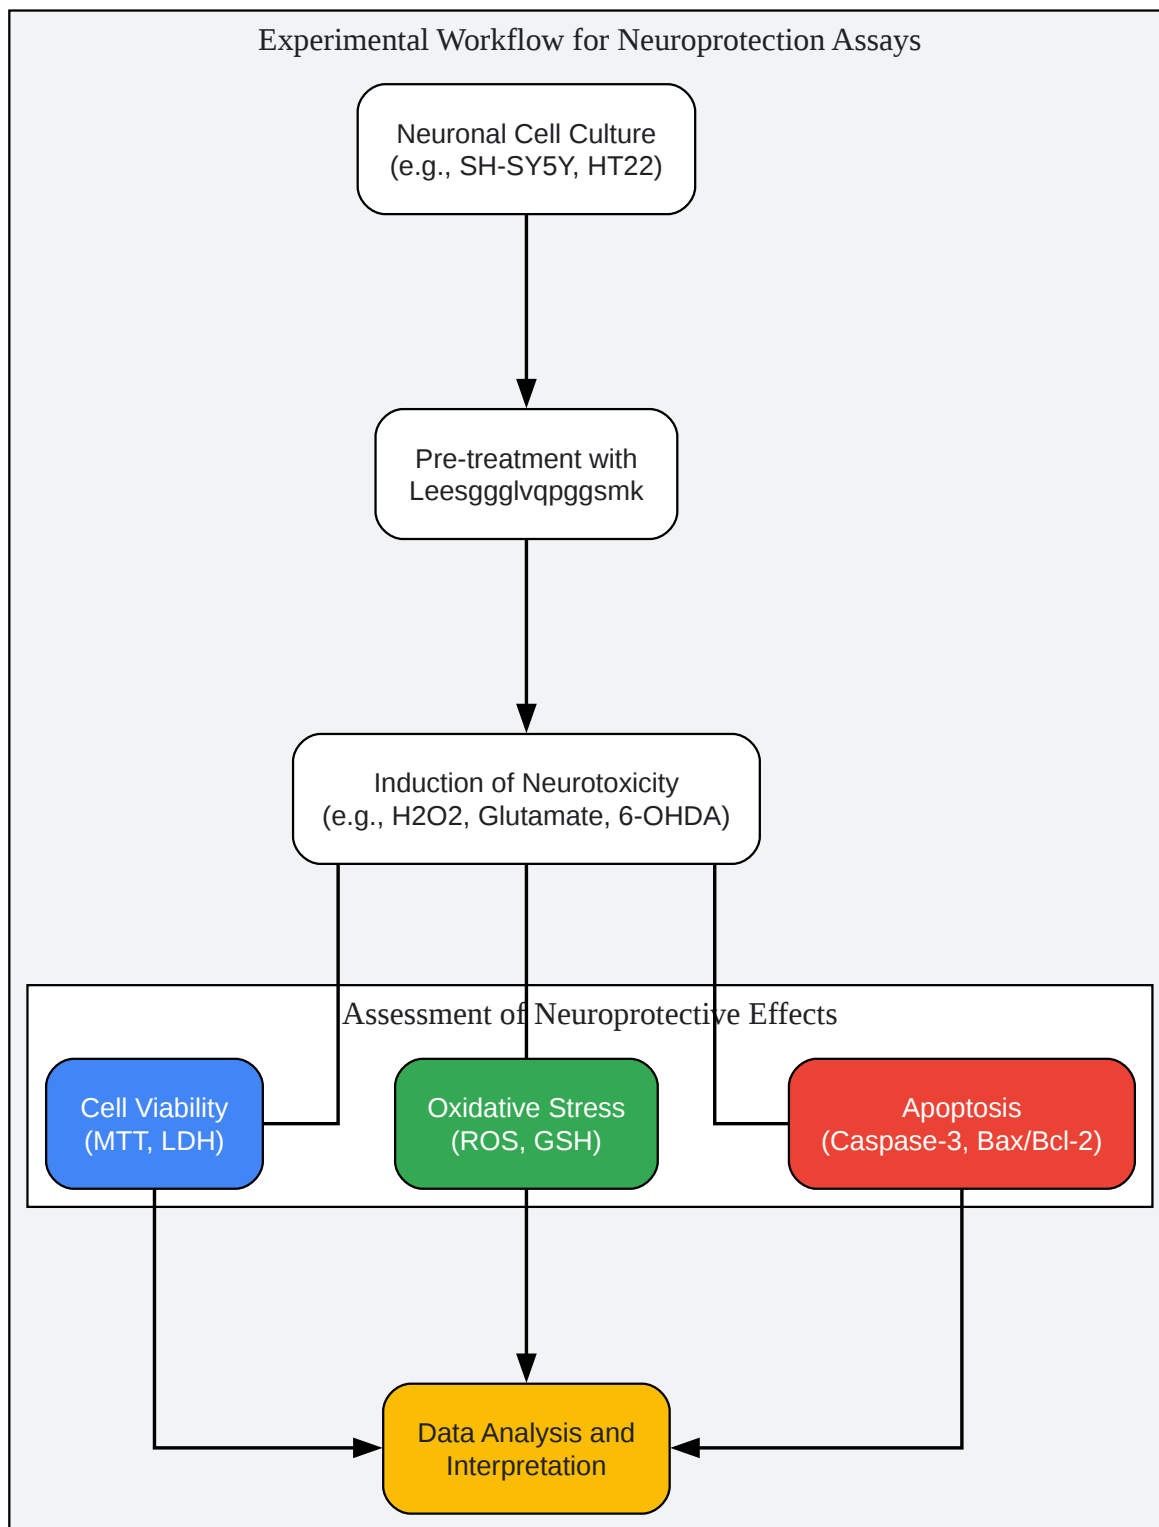 Experimental Workflow for Neuroprotection Assays
Neuronal Cell Culture
(e.g., SH-SY5Y, HT22)
Pre-treatment with
Leesggglvqpggsmk
Induction of Neurotoxicity
(e.g., H2O2, Glutamate, 6-OHDA)
Assessment of Neuroprotective Effects
Cell Viability
(MTT, LDH)
Oxidative Stress
(ROS, GSH)
Apoptosis
(Caspase-3, Bax/Bcl-2)
Data Analysis and
Interpretation